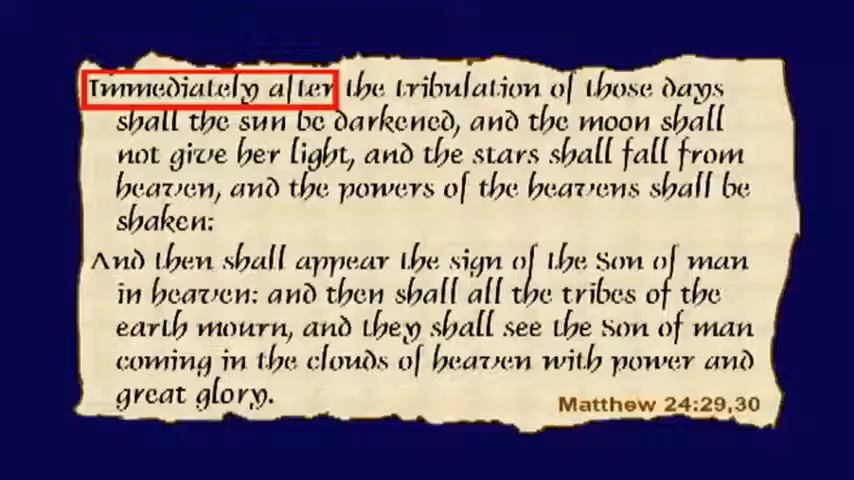 Immediately after the tribulation of those days
shall the sun be darkened, and the moon shall
not give her light, and the stars shall fall from
heaven, and the powers of the heavens shall be
shaken:
And then shall appear the sign of the Son of man
in heaven: and then shall all the tribes of the
earth mourn, and they shall see the Son of man
coming in the clouds of heaven with power and
great glory.
Matthew 24:29,30